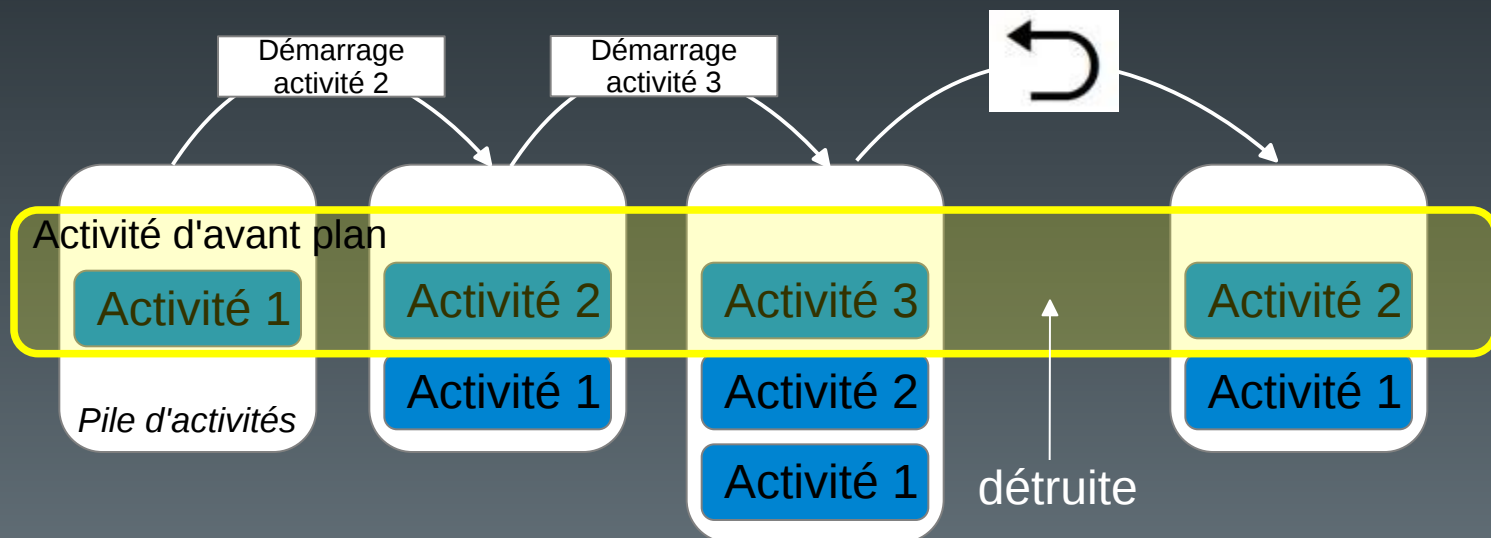 Démarrage
activité 2
Démarrage
activité 3
Activité d'avant plan
Activité 1
Activité 2
Activité 3
Activité 2
Activité 1
Activité 2
Activité 1
Pile d'activités
Activité 1
détruite